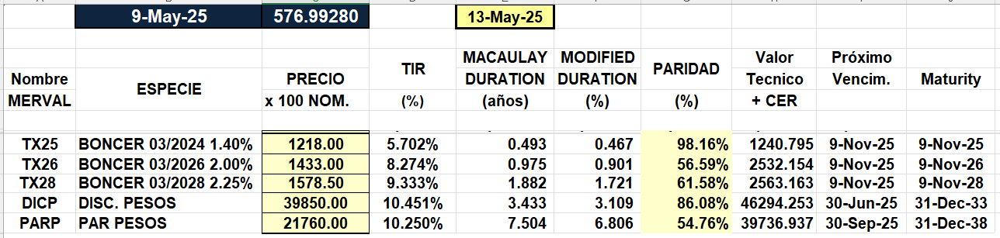 9-May-25 576.99280 13-May-25
MACAULAY MODIFIED Valor Próximo
TIR PARIDAD
Nombre PRECIO DURATION DURATION Tecnico Vencim. Maturity
ESPECIE
MERVAL x 100 NOM. (%) (años) (%) (%) + CER
TX25 BONCER 03/2024 1.40% 1218.00 5.702% 0.493 0.467 98.16% 1240.795 9-Nov-25 9-Nov-25
TX26 BONCER 03/2026 2.00% 1433.00 8.274% 0.975 0.901 56.59% 2532.154 9-Nov-25 9-Nov-26
TX28 BONCER 03/2028 2.25% 1578.50 9.333% 1.882 1.721 61.58% 2563.163 9-Nov-25 9-Nov-28
DICP DISC. PESOS 39850.00 10.451% 3.433 3.109 86.08% 46294.253 30-Jun-25 31-Dec-33
PARP PAR PESOS 21760.00 10.250% 7.504 6.806 54.76% 39736.937 30-Sep-25 31-Dec-38